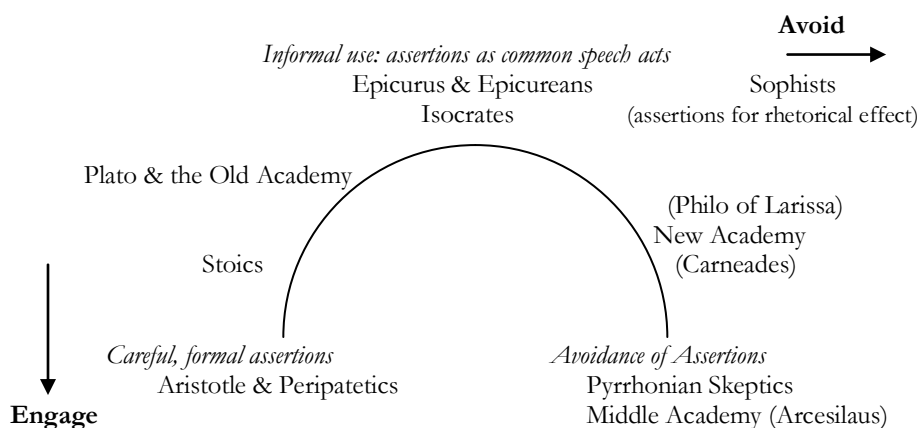 Avoid
Informal use: assertions as common speech acts
Epicurus & Epicureans
Isocrates
Sophists
(assertions for rhetorical effect)
Plato & the Old Academy
(Philo of Larissa)
New Academy
(Carneades)
Stoics
Careful, formal assertions
Aristotle & Peripatetics
Avoidance of Assertions
Pyrrhonian Skeptics
Middle Academy (Arcesilaus)
Engage